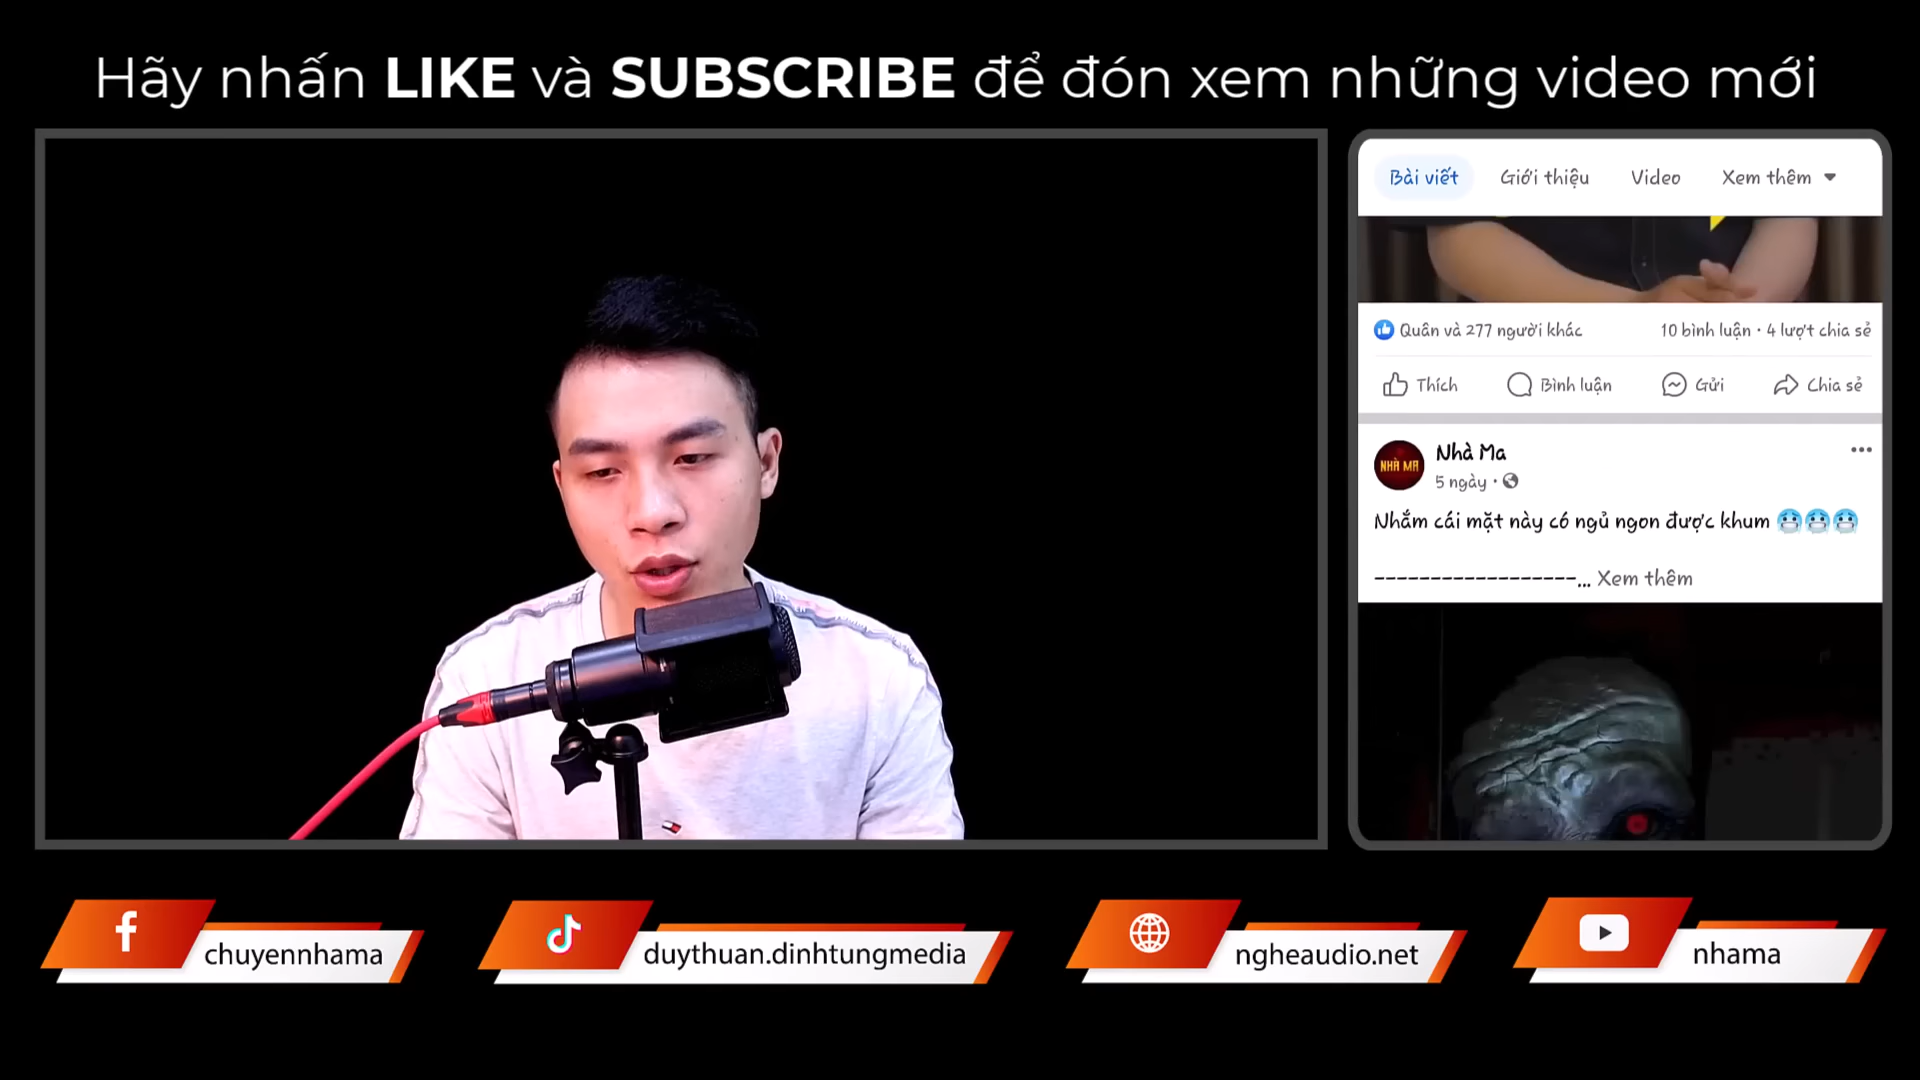 Hãy nhấn LIKE và SUBSCRIBE để đón xem những video mới
Bài viết
Giới thiệu
Video
Xem thêm
Quân và 277 người khác
10 bình luận · 4 lượt chia sẻ
Thích
Bình luận
Gửi
Chia sẻ
NHÀ MA
Nhà Ma
5 ngày ·
Nhắm cái mặt này có ngủ ngon được khum 🥶🥶🥶
------------------... Xem thêm
chuyennhama
duythuan.dinhtungmedia
ngheaudio.net
nhama